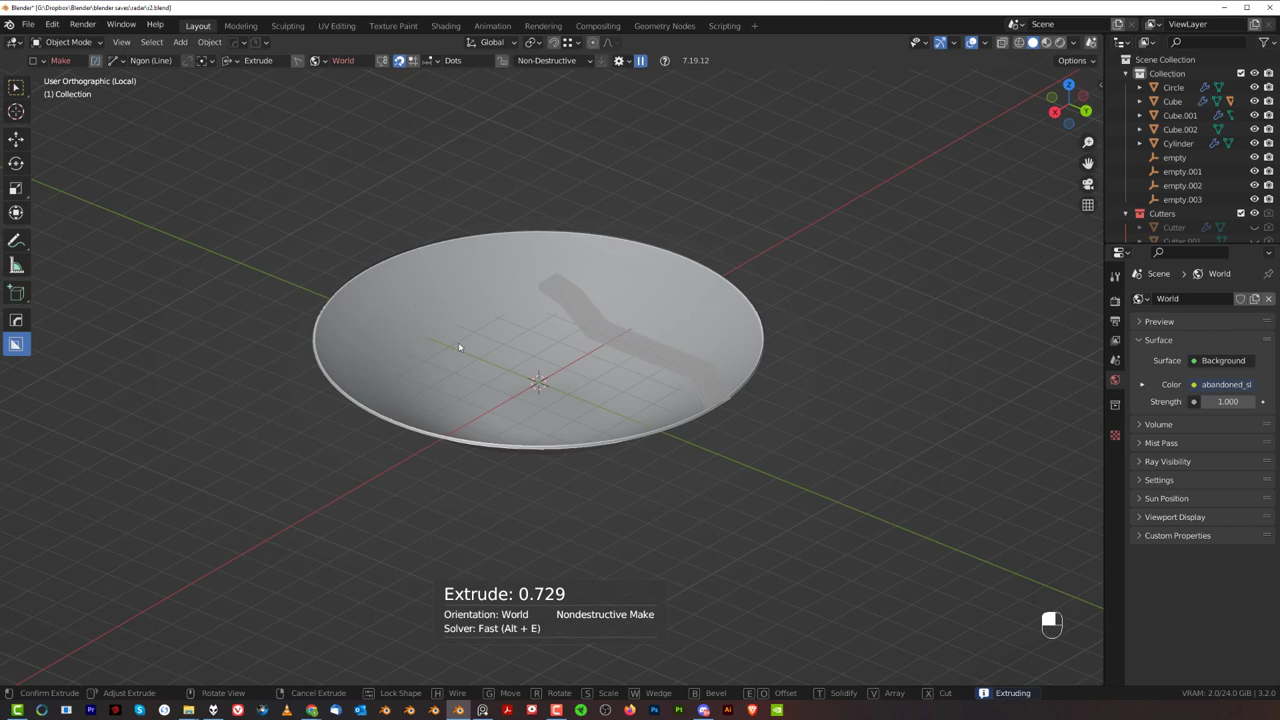 Blender* [G:\Dropbox\Blender\blender saves\radar\r2.blend]
File Edit Render Window Help Layout Modeling Sculpting UV Editing Texture Paint Shading Animation Rendering Compositing Geometry Nodes Scripting + Scene ViewLayer
Object Mode View Select Add Object Global
Make Ngon (Line) Extrude World Dots Non-Destructive 7.19.12 Options
User Orthographic (Local)
(1) Collection
Z
Y
X
Scene Collection
Collection
Circle
Cube
Cube.001
Cube.002
Cylinder
empty
empty.001
empty.002
empty.003
Cutters
Cutter
Cutter.001
Scene World
World
Preview
Surface
Surface Background
Color abandoned_sl
Strength 1.000
Volume
Mist Pass
Ray Visibility
Settings
Sun Position
Viewport Display
Custom Properties
Extrude: 0.729
Orientation: World Nondestructive Make
Solver: Fast (Alt + E)
Confirm Extrude Adjust Extrude Rotate View Cancel Extrude Lock Shape H Wire G Move R Rotate S Scale W Wedge B Bevel E O Offset T Solidify V Array X Cut Extruding VRAM: 2.0/24.0 GiB | 3.2.0